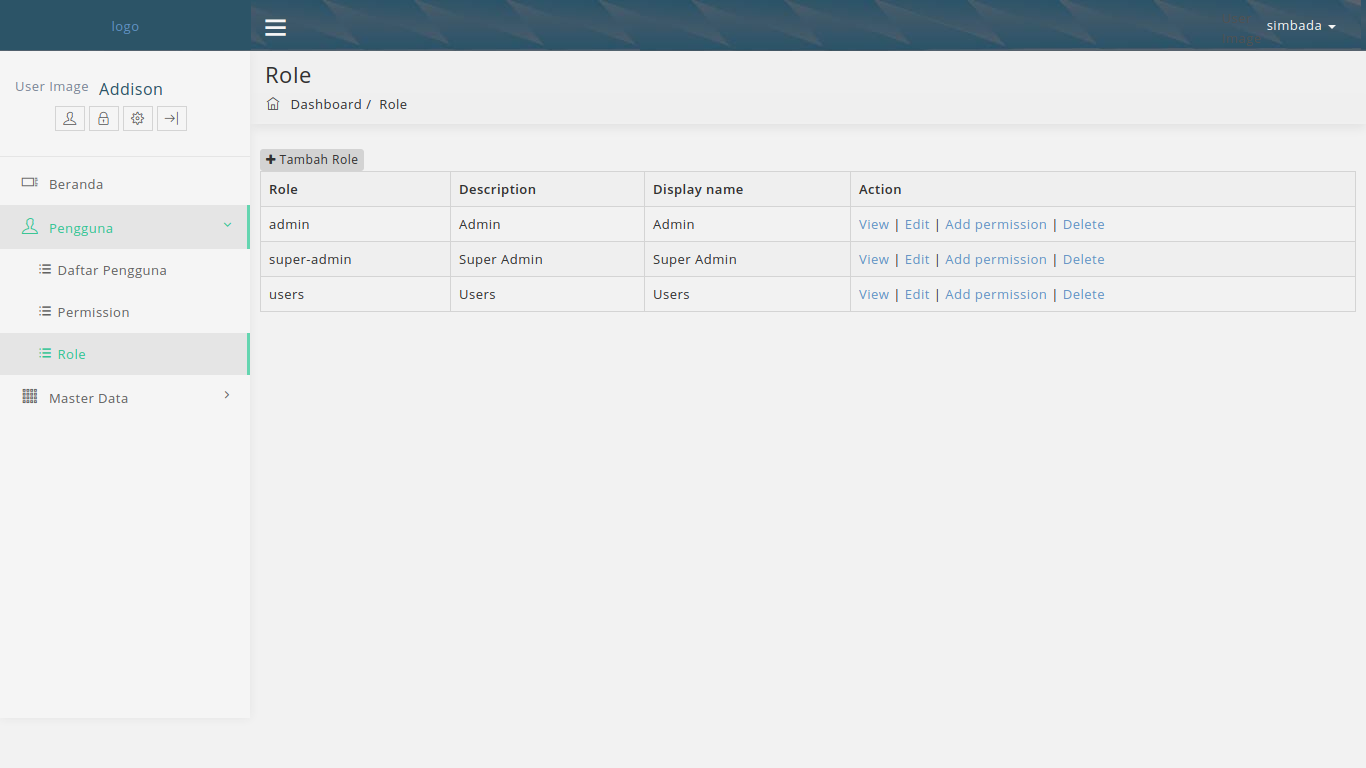 logo
simbada
User Image Addison
Beranda
Pengguna
Daftar Pengguna
Permission
Role
Master Data
Role
Dashboard / Role
Tambah Role
Role Description Display name Action
admin Admin Admin View | Edit | Add permission | Delete
super-admin Super Admin Super Admin View | Edit | Add permission | Delete
users Users Users View | Edit | Add permission | Delete